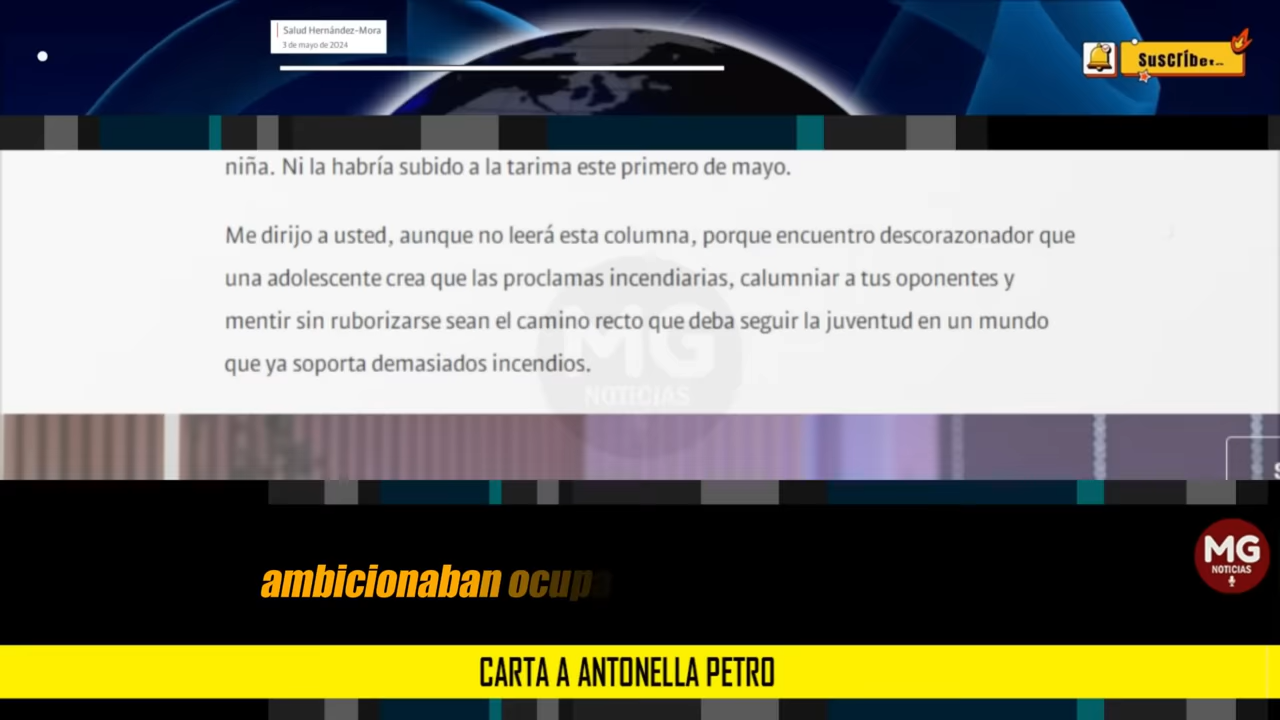 Salud Hernández-Mora
3 de mayo de 2024
Suscríbe
niña. Ni la habría subido a la tarima este primero de mayo.
Me dirijo a usted, aunque no leerá esta columna, porque encuentro descorazonador que
una adolescente crea que las proclamas incendiarias, calumniar a tus oponentes y
mentir sin ruborizarse sean el camino recto que deba seguir la juventud en un mundo
que ya soporta demasiados incendios.
MG
NOTICIAS
ambicionaban ocupa
MG
NOTICIAS
CARTA A ANTONELLA PETRO